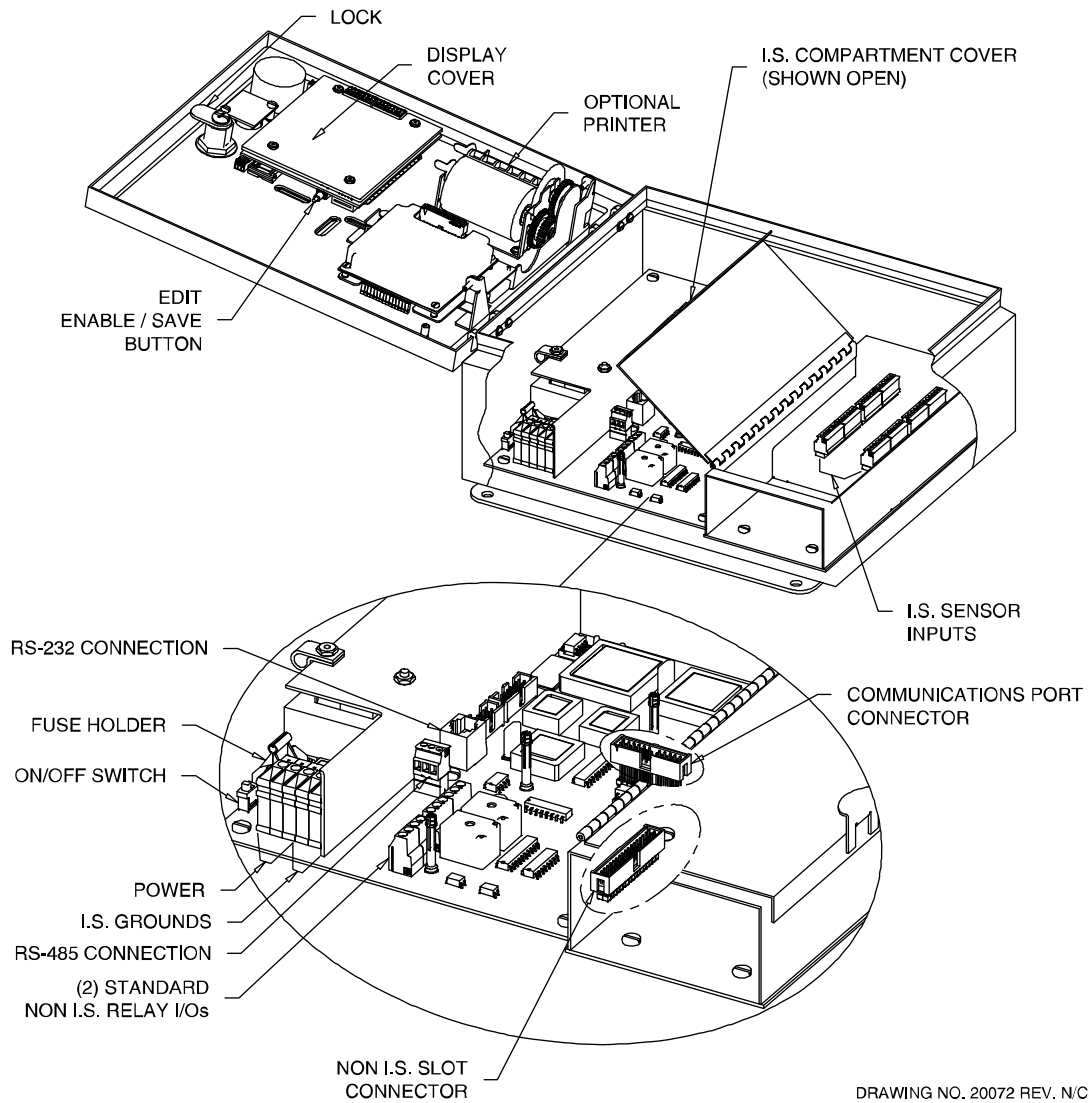 LOCK
DISPLAY
COVER
I.S. COMPARTMENT COVER
(SHOWN OPEN)
OPTIONAL
PRINTER
EDIT
ENABLE / SAVE
BUTTON
I.S. SENSOR
INPUTS
RS-232 CONNECTION
COMMUNICATIONS PORT
CONNECTOR
FUSE HOLDER
ON/OFF SWITCH
POWER
I.S. GROUNDS
RS-485 CONNECTION
(2) STANDARD
NON I.S. RELAY I/Os
NON I.S. SLOT
CONNECTOR
DRAWING NO. 20072 REV. N/C